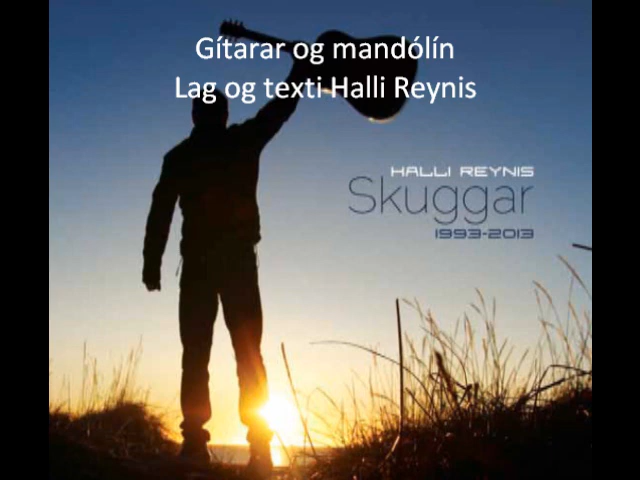 Gítarar og mandólín
Lag og texti Halli Reynis
HALLI REYNIS
Skuggar
1993-2013